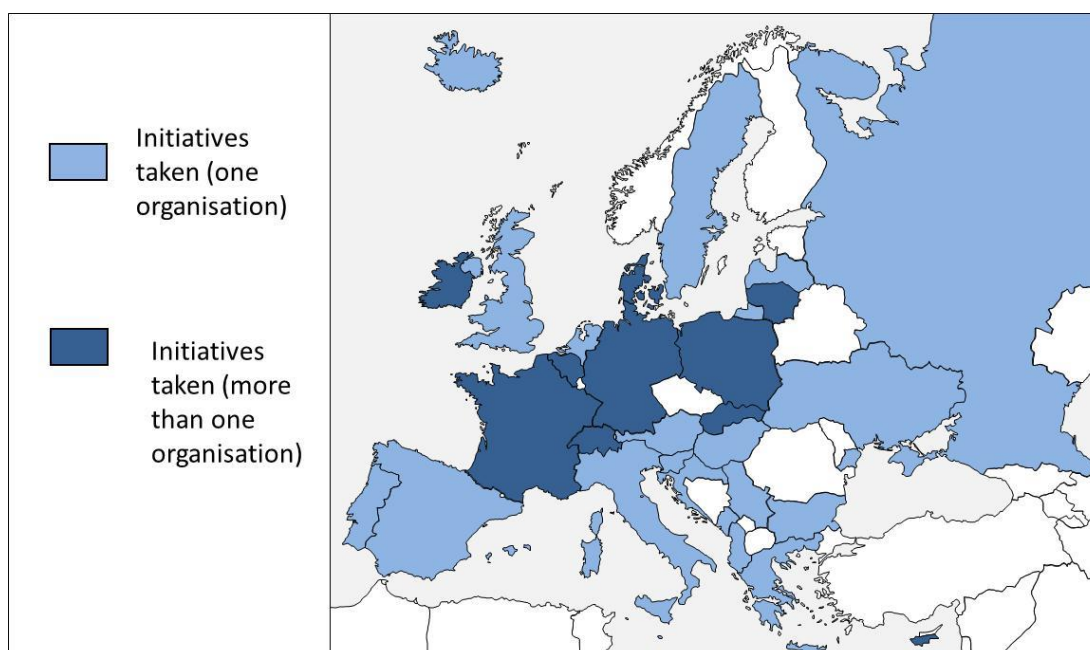 Initiatives
taken (one
organisation)
Initiatives
taken (more
than one
organisation)